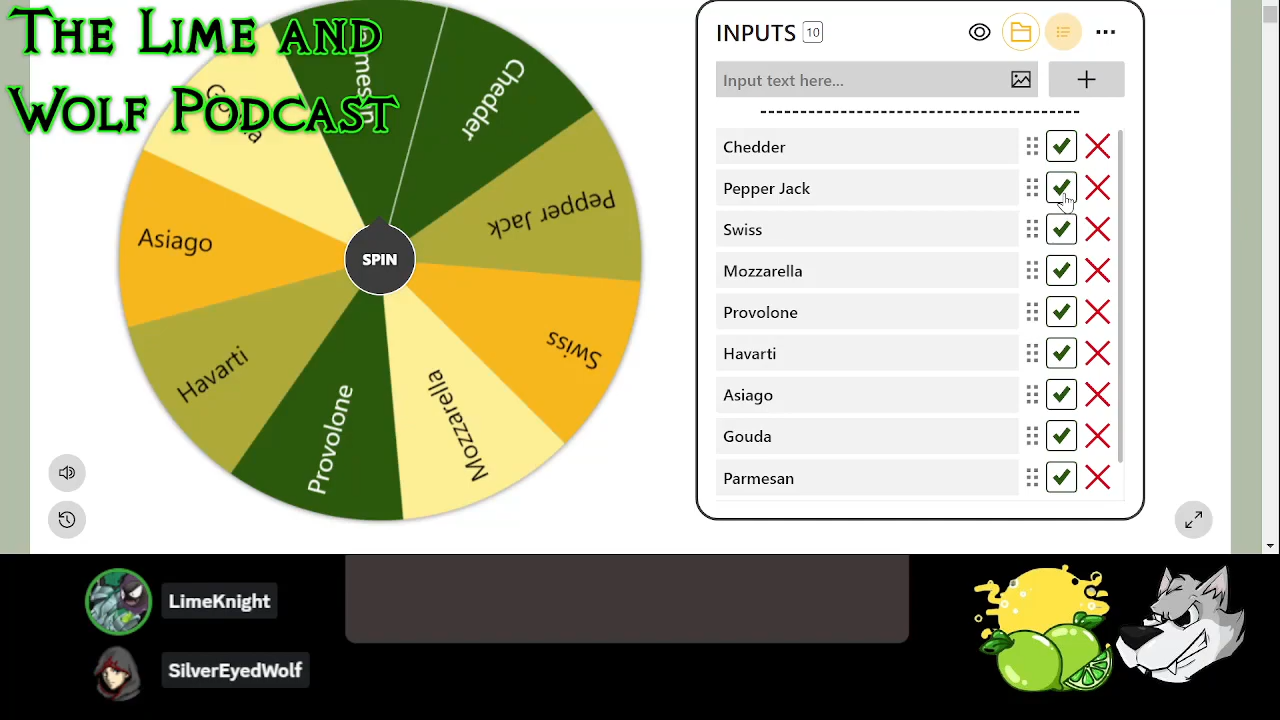 The Lime and
Wolf Podcast
Chedder
Pepper Jack
Swiss
Mozzarella
Provolone
Havarti
Asiago
SPIN
INPUTS 10
Input text here...
Chedder
Pepper Jack
Swiss
Mozzarella
Provolone
Havarti
Asiago
Gouda
Parmesan
LimeKnight
SilverEyedWolf